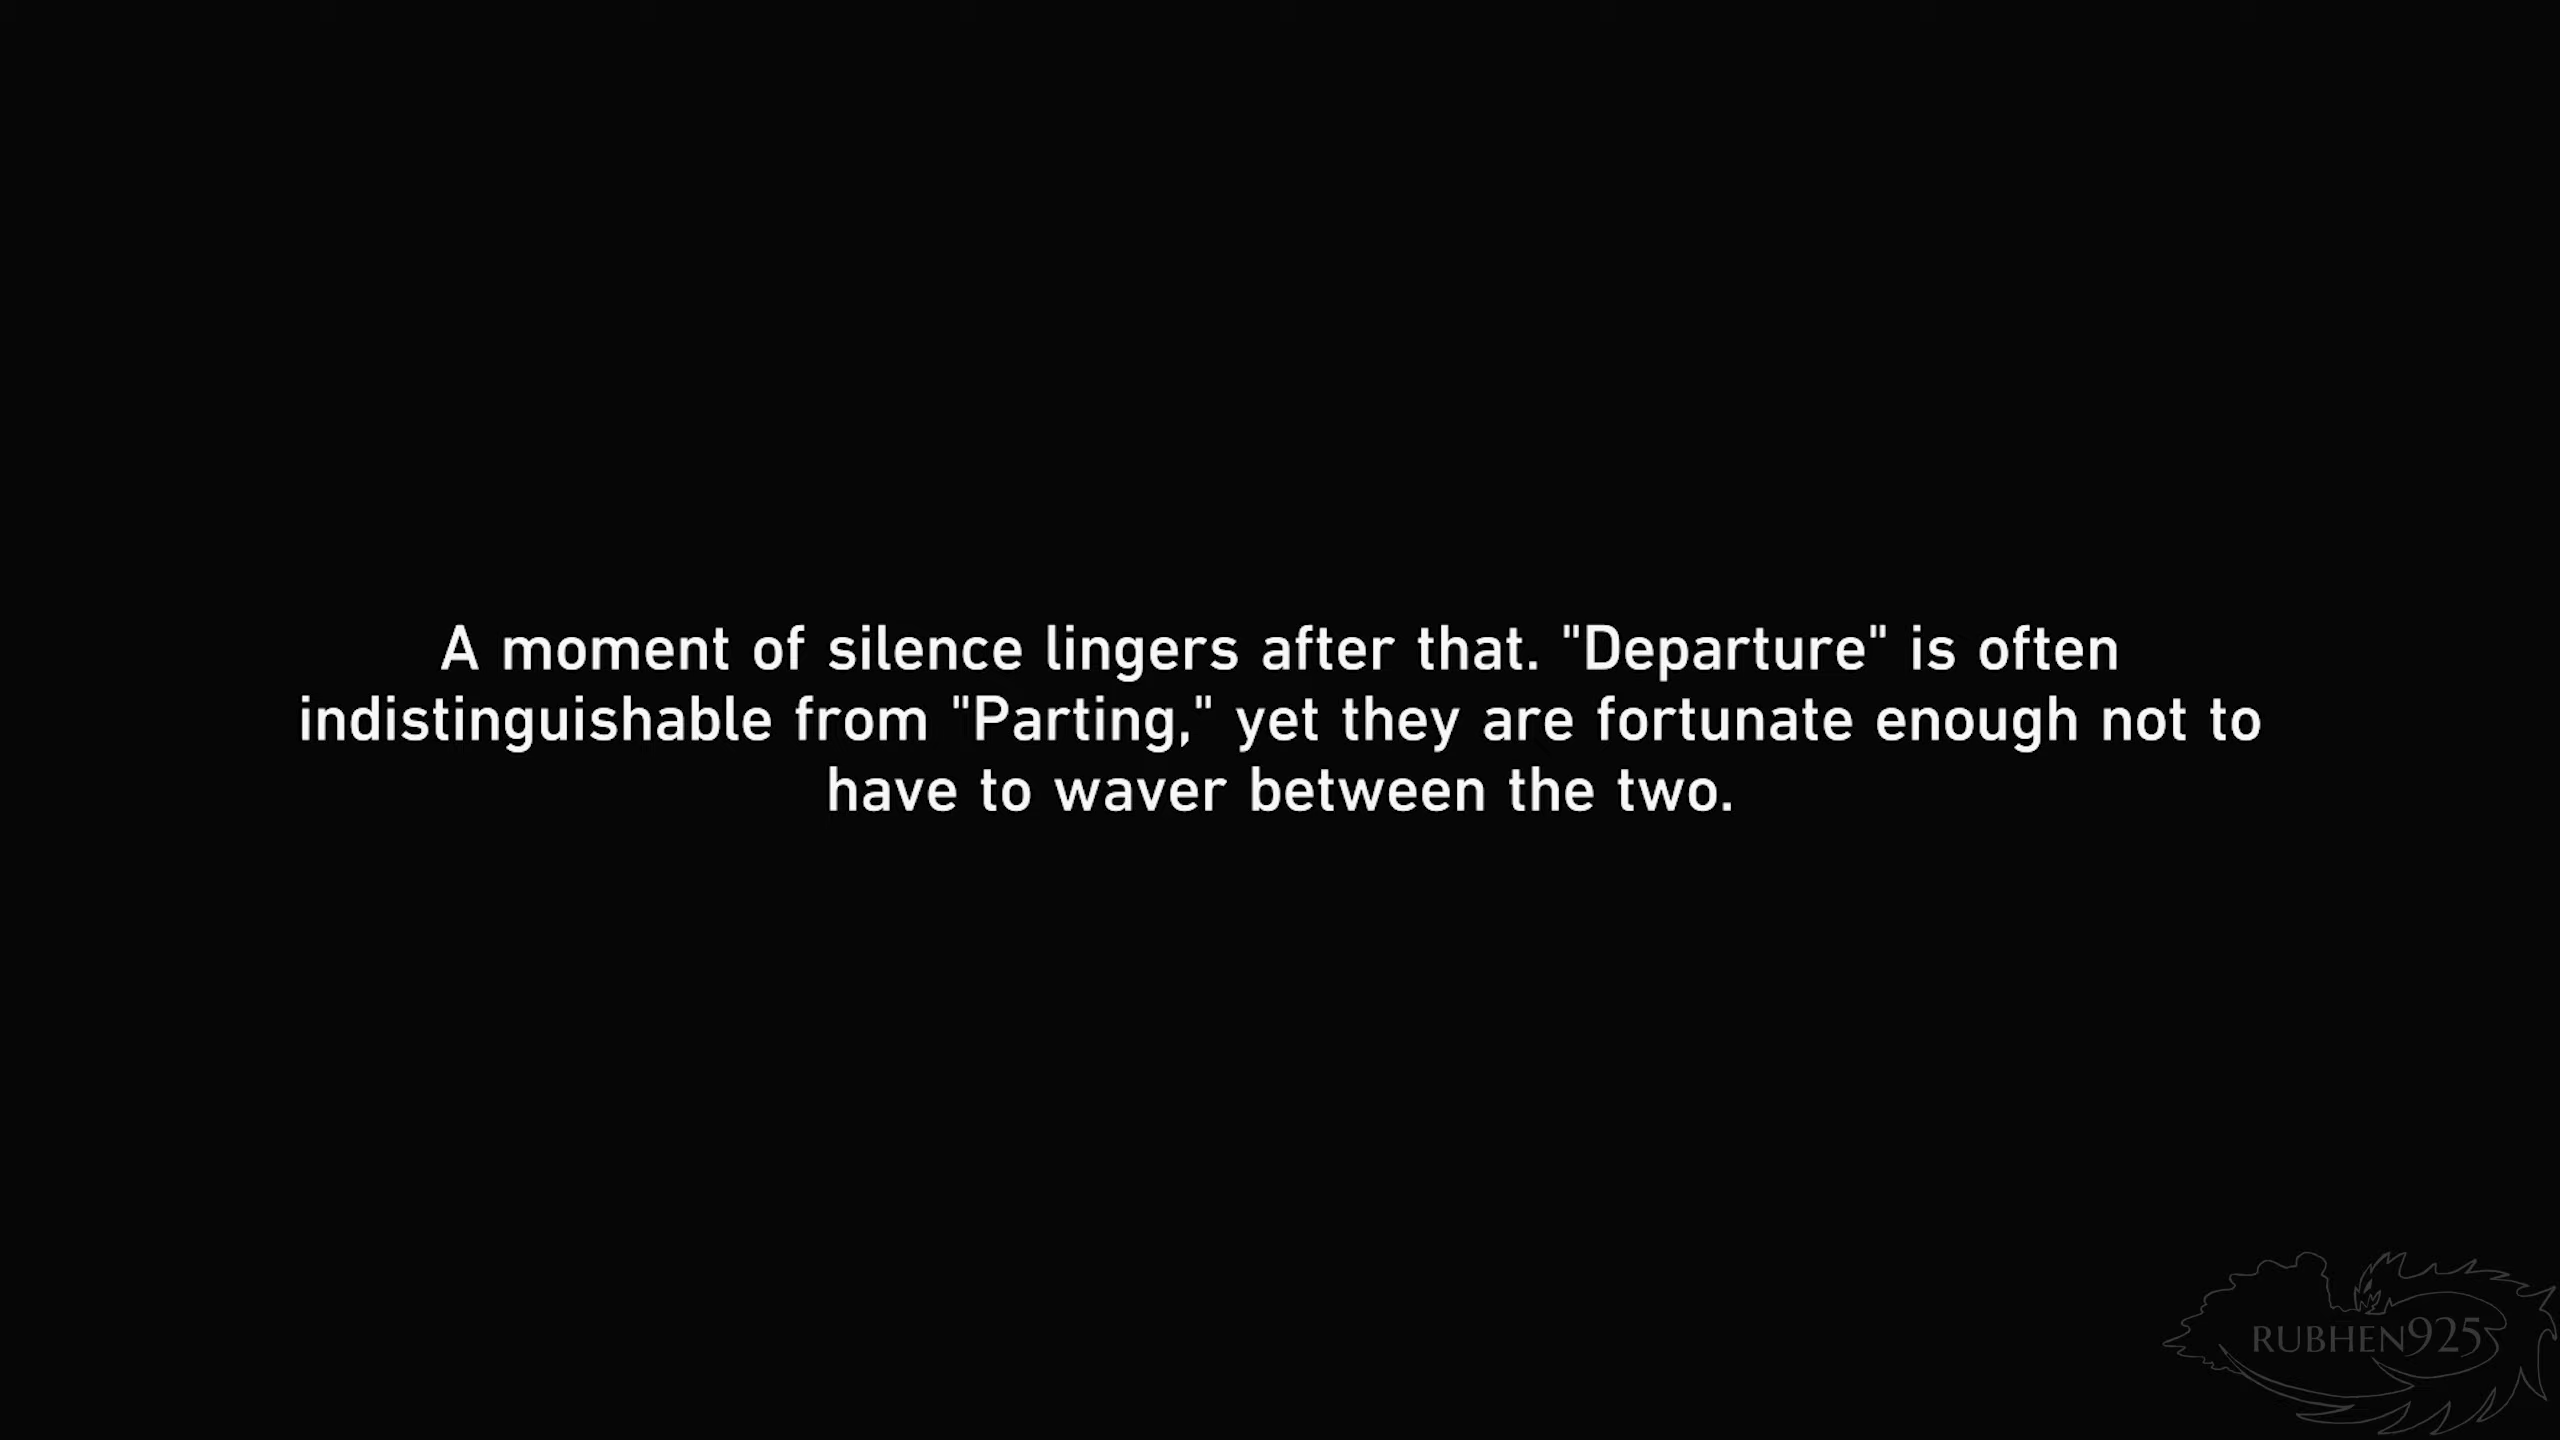 A moment of silence lingers after that. "Departure" is often
indistinguishable from "Parting," yet they are fortunate enough not to
have to waver between the two.
RUBHEN925